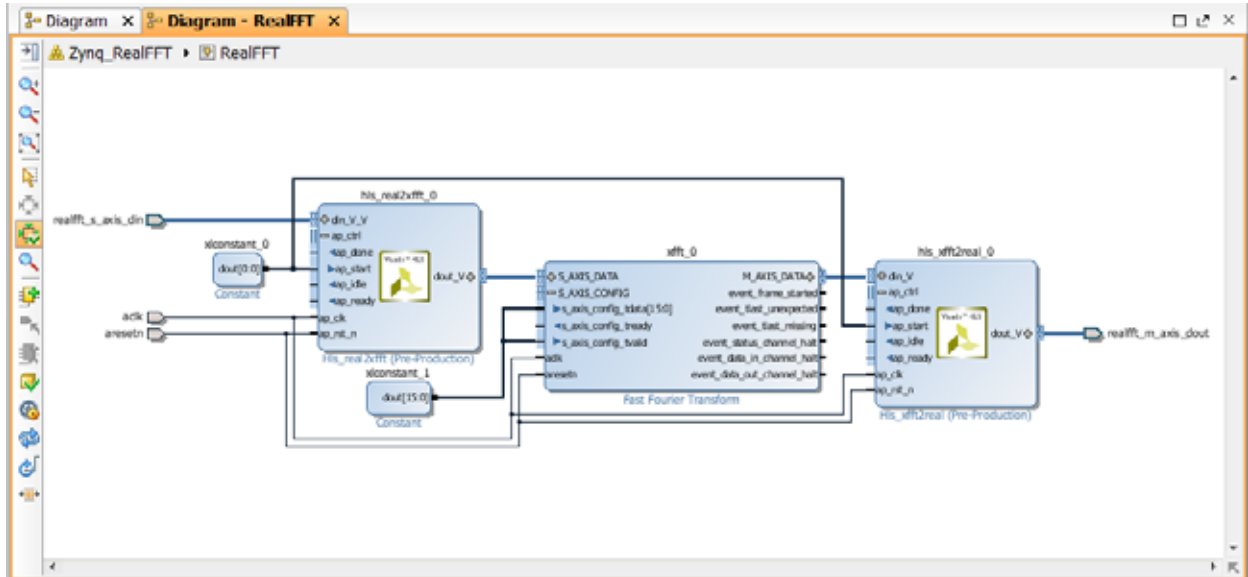 Diagram
Diagram - RealFFT
Zynq_RealFFT
RealFFT
realfft_s_axis_din
aclk
aresetn
xlconstant_0
dout[0:0]
Constant
hls_real2xfft_0
din_V_V
ap_ctrl
ap_done
ap_start
ap_idle
ap_ready
ap_clk
ap_rst_n
dout_V
Hls_real2xfft (Pre-Production)
xlconstant_1
dout[15:0]
Constant
xfft_0
S_AXIS_DATA
S_AXIS_CONFIG
s_axis_config_tdata[15:0]
s_axis_config_tready
s_axis_config_tvalid
aclk
aresetn
M_AXIS_DATA
event_frame_started
event_tlast_unexpected
event_tlast_missing
event_status_channel_halt
event_data_in_channel_halt
event_data_out_channel_halt
Fast Fourier Transform
hls_xfft2real_0
din_V
ap_ctrl
ap_done
ap_start
ap_idle
ap_ready
ap_clk
ap_rst_n
dout_V
Hls_xfft2real (Pre-Production)
realfft_m_axis_dout